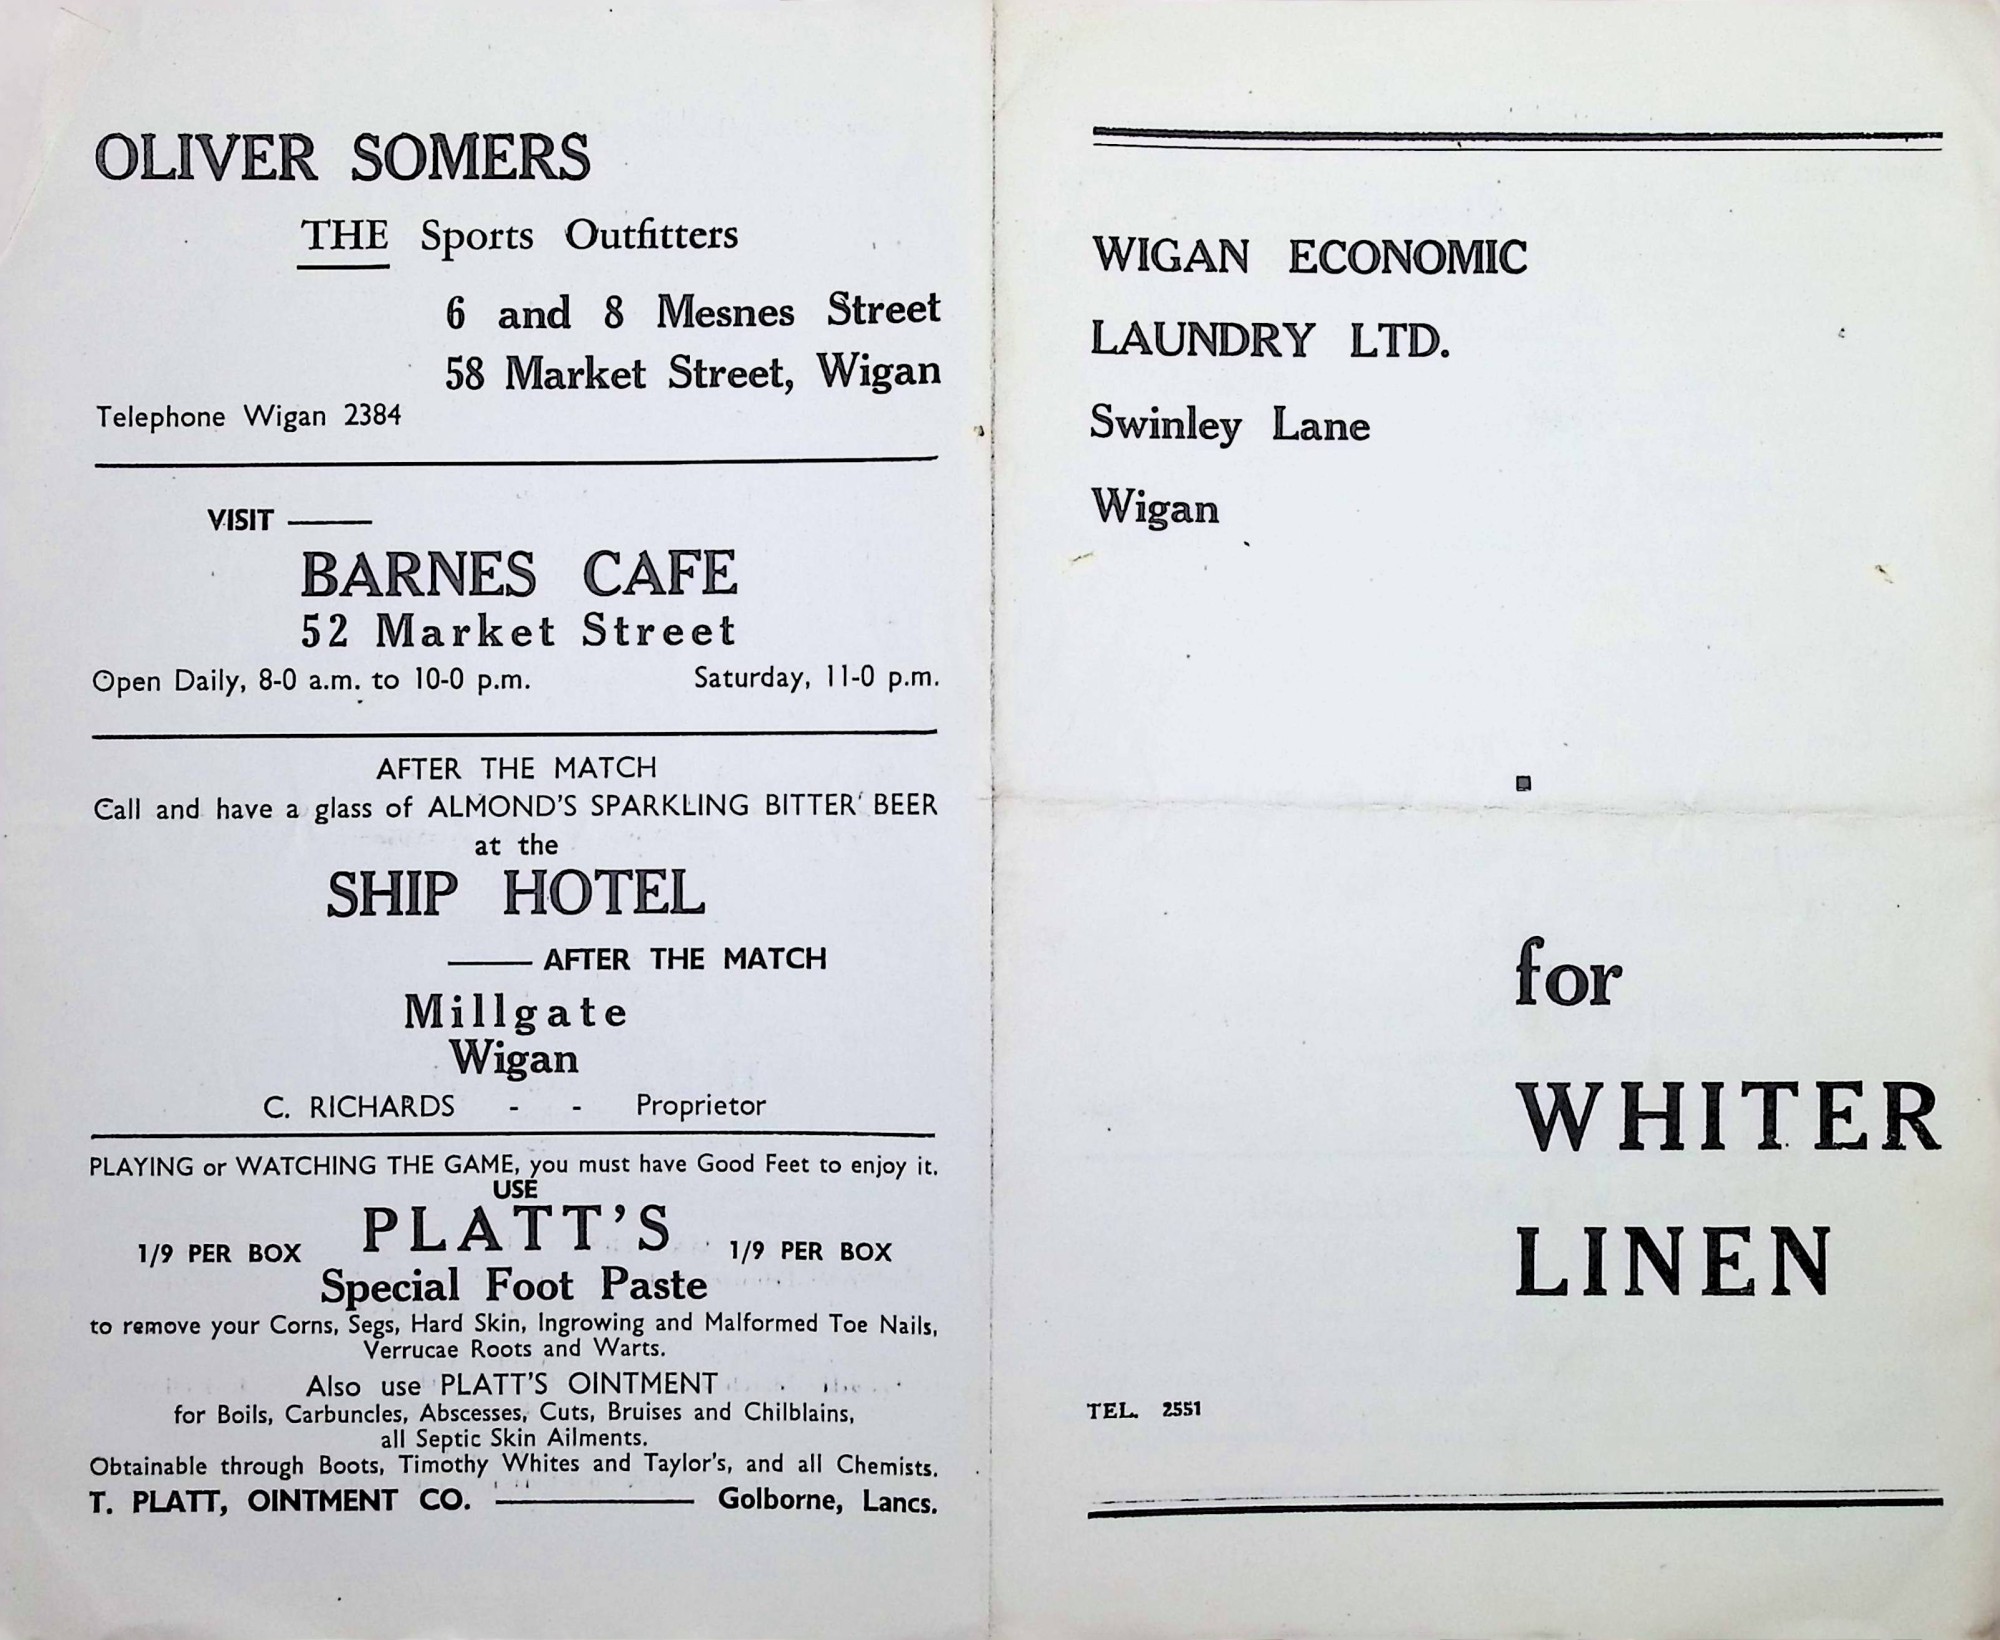 OLIVER SOMERS
THE Sports Outfitters
6 and 8 Mesnes Street
58 Market Street, Wigan
Telephone Wigan 2384
VISIT ——
BARNES CAFE
52 Market Street
Open Daily, 8-0 a.m. to 10-0 p.m. Saturday, 11-0 p.m.
AFTER THE MATCH
Call and have a glass of ALMOND'S SPARKLING BITTER BEER
at the
SHIP HOTEL
—— AFTER THE MATCH
Millgate
Wigan
C. RICHARDS - - Proprietor
PLAYING or WATCHING THE GAME, you must have Good Feet to enjoy it.
USE
PLATT'S
1/9 PER BOX 1/9 PER BOX
Special Foot Paste
to remove your Corns, Segs, Hard Skin, Ingrowing and Malformed Toe Nails,
Verrucae Roots and Warts.
Also use PLATT'S OINTMENT
for Boils, Carbuncles, Abscesses, Cuts, Bruises and Chilblains,
all Septic Skin Ailments.
Obtainable through Boots, Timothy Whites and Taylor's, and all Chemists.
T. PLATT, OINTMENT CO. —— Golborne, Lancs.
WIGAN ECONOMIC
LAUNDRY LTD.
Swinley Lane
Wigan
for
WHITER
LINEN
TEL. 2551